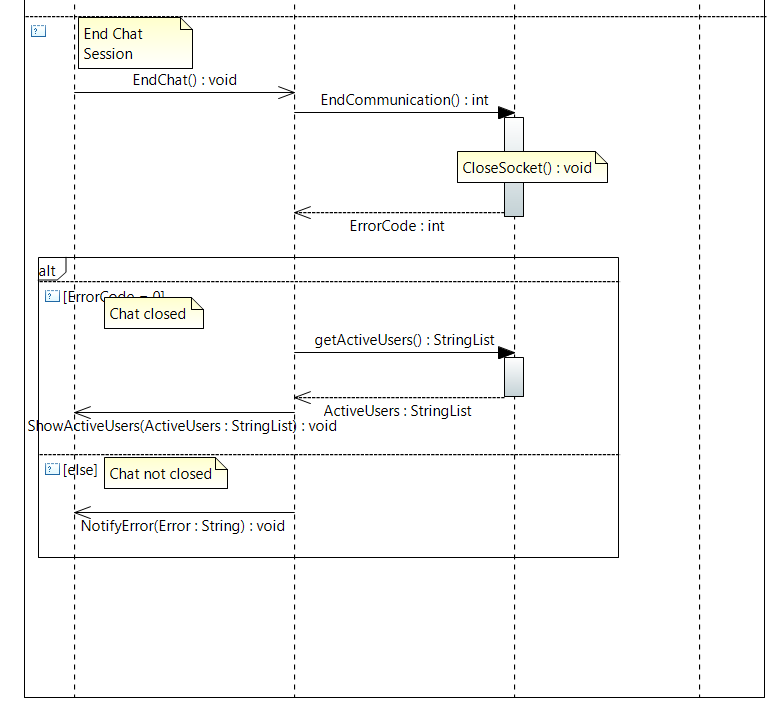 End Chat
Session
EndChat() : void
EndCommunication() : int
CloseSocket() : void
ErrorCode : int
alt
[ErrorCode = 0]
Chat closed
getActiveUsers() : StringList
ActiveUsers : StringList
ShowActiveUsers(ActiveUsers : StringList) : void
[else]
Chat not closed
NotifyError(Error : String) : void